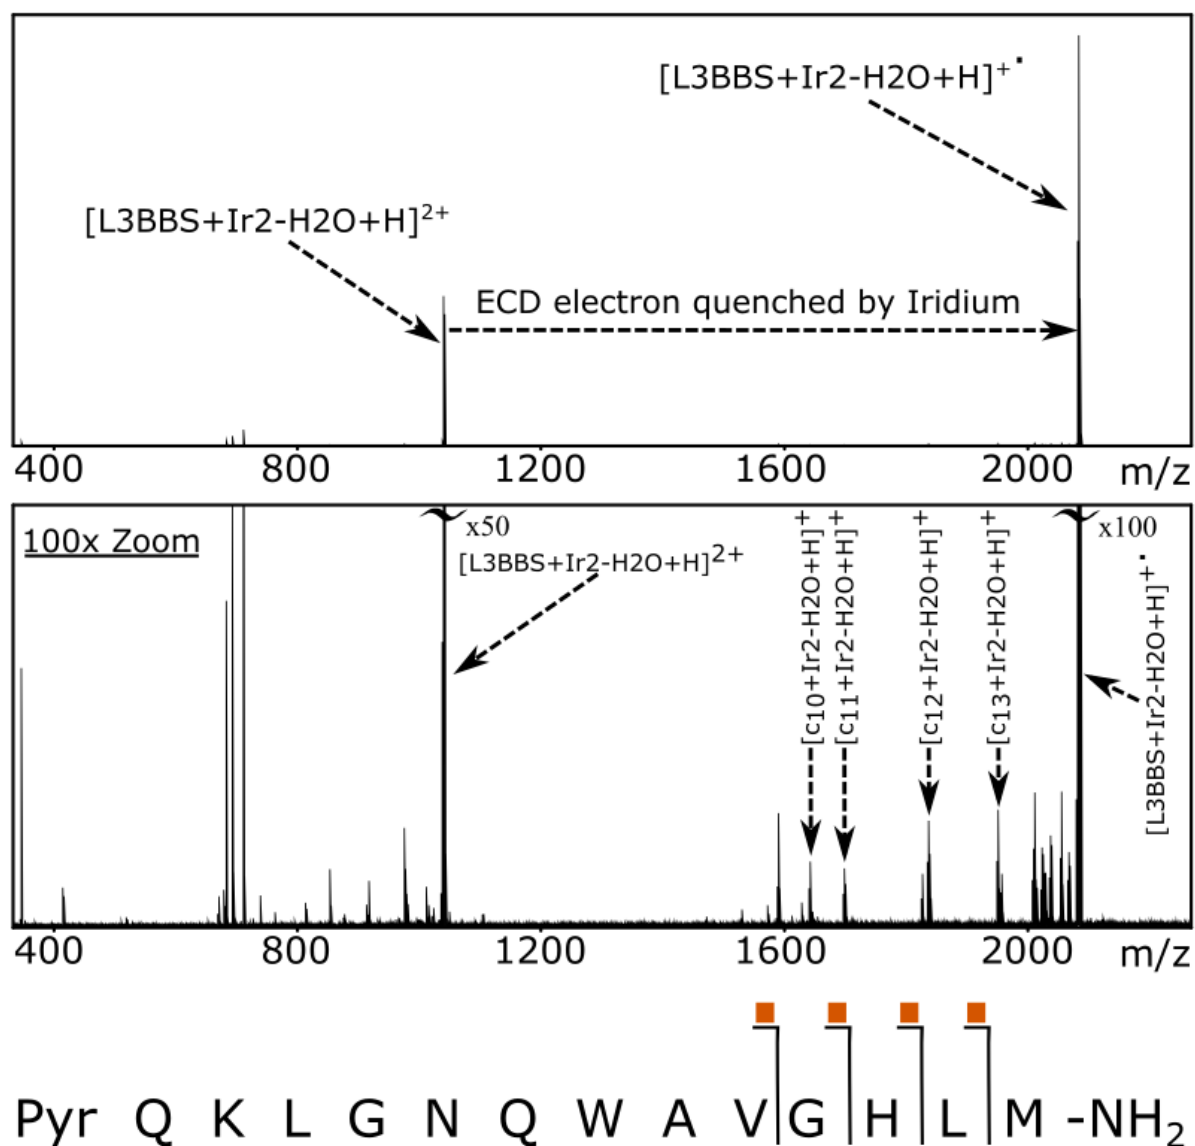 [L3BBS+Ir2-H2O+H]+˙
[L3BBS+Ir2-H2O+H]2+
ECD electron quenched by Iridium
400 800 1200 1600 2000 m/z
100x Zoom
x50
x100
[L3BBS+Ir2-H2O+H]2+
[c10+Ir2-H2O+H]+
[c11+Ir2-H2O+H]+
[c12+Ir2-H2O+H]+
[c13+Ir2-H2O+H]+
[L3BBS+Ir2-H2O+H]+˙
400 800 1200 1600 2000 m/z
Pyr Q K L G N Q W A V G H L M -NH2